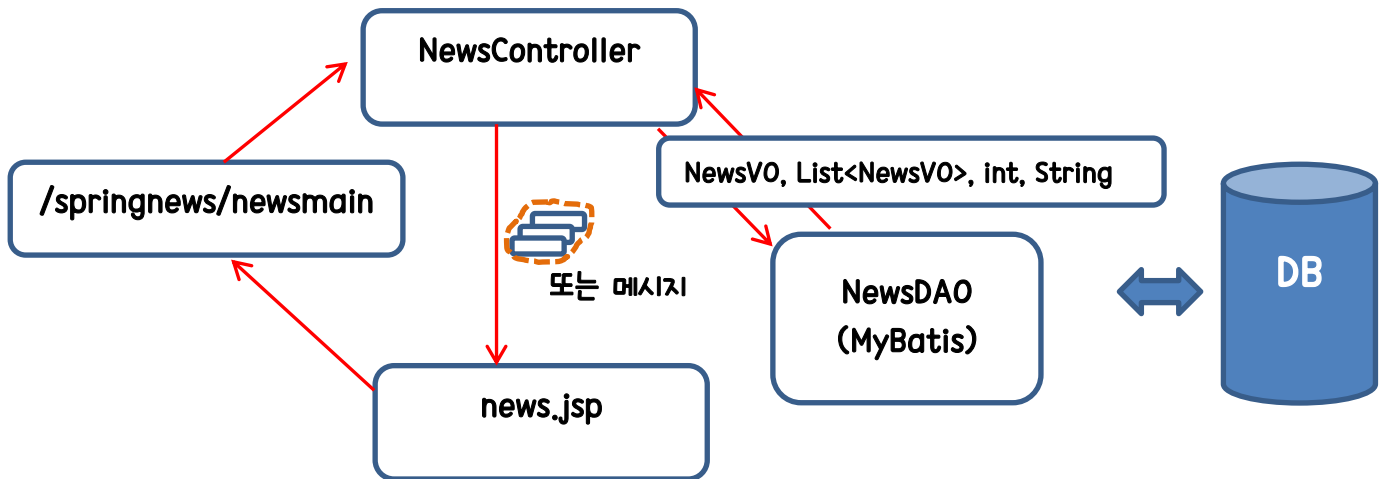 NewsController
/springnews/newsmain
NewsVO, List<NewsVO>, int, String
또는 메시지
NewsDAO
(MyBatis)
DB
news.jsp